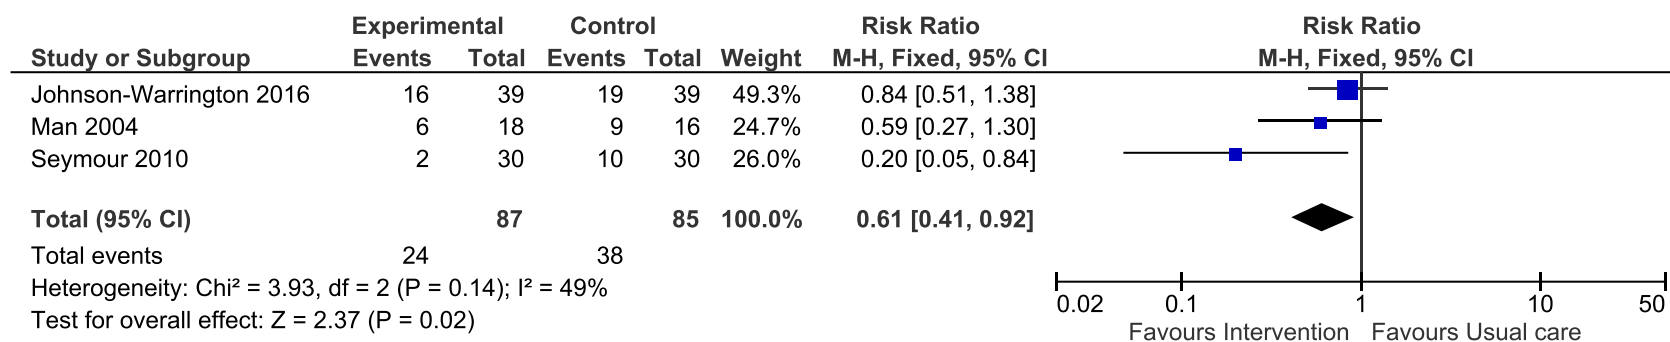 Experimental Control Risk Ratio Risk Ratio
Study or Subgroup Events Total Events Total Weight M-H, Fixed, 95% CI M-H, Fixed, 95% CI
Johnson-Warrington 2016 16 39 19 39 49.3% 0.84 [0.51, 1.38]
Man 2004 6 18 9 16 24.7% 0.59 [0.27, 1.30]
Seymour 2010 2 30 10 30 26.0% 0.20 [0.05, 0.84]
Total (95% CI) 87 85 100.0% 0.61 [0.41, 0.92]
Total events 24 38
Heterogeneity: Chi² = 3.93, df = 2 (P = 0.14); I² = 49%
Test for overall effect: Z = 2.37 (P = 0.02)
0.02 0.1 1 10 50
Favours Intervention Favours Usual care